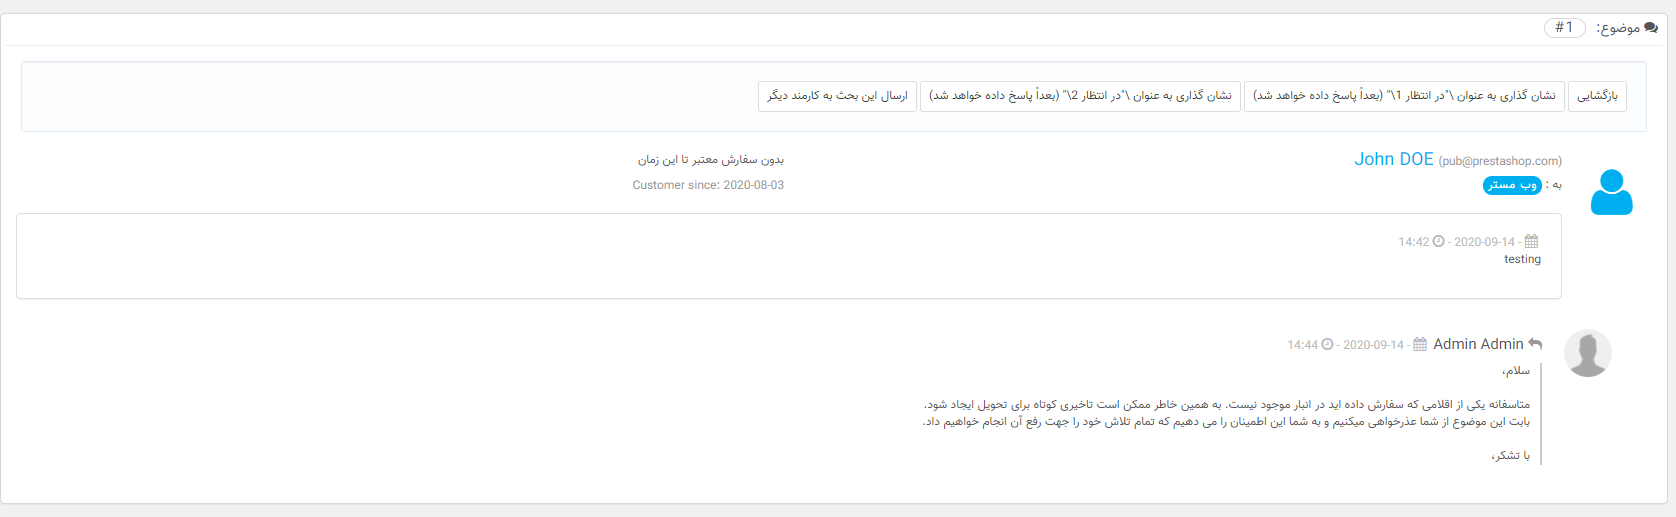 موضوع: #1
بازگشایی
نشان گذاری به عنوان \"در انتظار 1\" (بعداً پاسخ داده خواهد شد)
نشان گذاری به عنوان \"در انتظار 2\" (بعداً پاسخ داده خواهد شد)
ارسال این بحث به کارمند دیگر
John DOE (pub@prestashop.com)
به : وب مستر
بدون سفارش معتبر تا این زمان
Customer since: 2020-08-03
- 2020-09-14 - 14:42
testing
Admin Admin - 2020-09-14 - 14:44
سلام،
متاسفانه یکی از اقلامی که سفارش داده اید در انبار موجود نیست. به همین خاطر ممکن است تاخیری کوتاه برای تحویل ایجاد شود.
بابت این موضوع از شما عذرخواهی میکنیم و به شما این اطمینان را می دهیم که تمام تلاش خود را جهت رفع آن انجام خواهیم داد.
با تشکر،